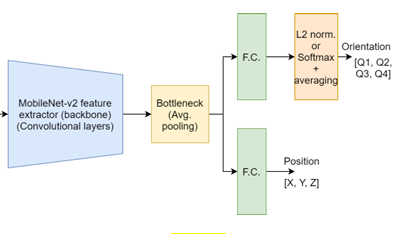 MobileNet-v2 feature
extractor (backbone)
(Convolutional layers)
Bottleneck
(Avg.
pooling)
F.C.
L2 norm.
or
Softmax
+
averaging
Orientation
[Q1, Q2,
Q3, Q4]
F.C.
Position
[X, Y, Z]